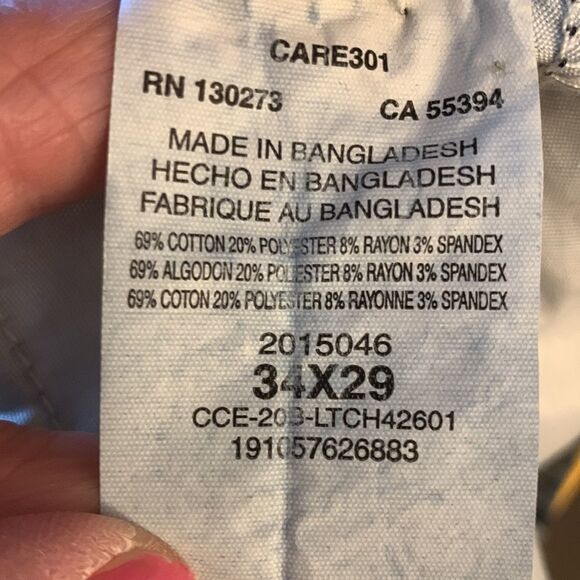 CARE301
RN 130273 CA 55394
MADE IN BANGLADESH
HECHO EN BANGLADESH
FABRIQUE AU BANGLADESH
69% COTTON 20% POLYESTER 8% RAYON 3% SPANDEX
69% ALGODON 20% POLIESTER 8% RAYON 3% SPANDEX
69% COTON 20% POLYESTER 8% RAYONNE 3% SPANDEX
2015046
34X29
CCE-203-LTCH42601
191057626883